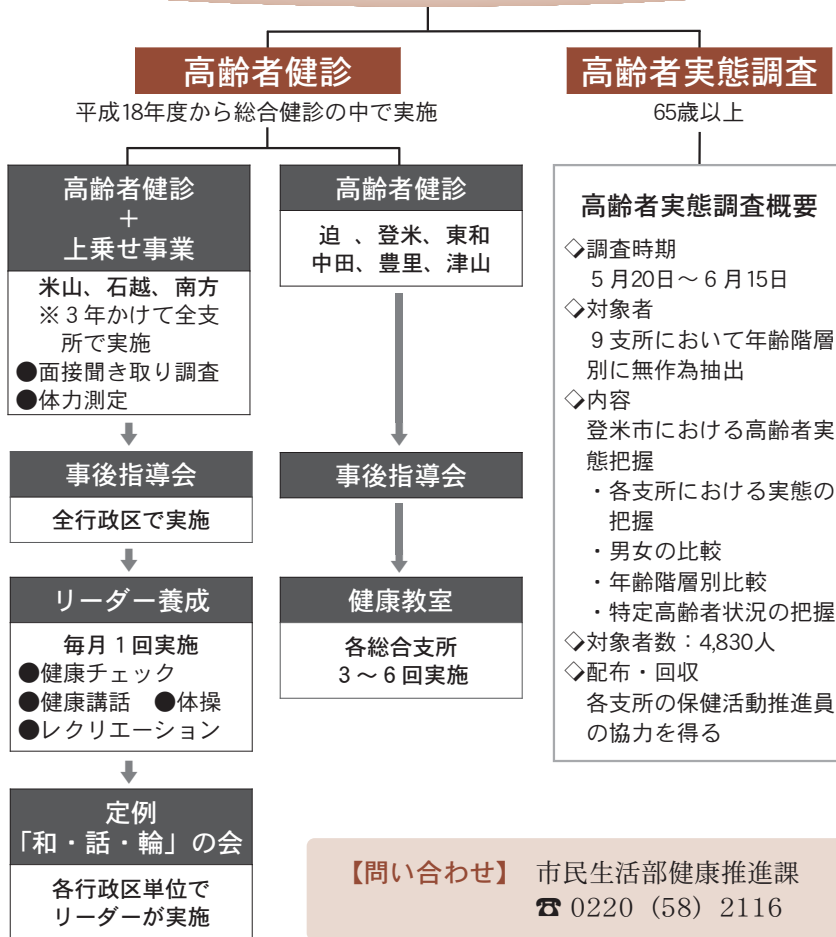 高齢者健診
平成18年度から総合健診の中で実施
高齢者健診
＋
上乗せ事業
米山、石越、南方
※３年かけて全支
所で実施
●面接聞き取り調査
●体力測定
事後指導会
全行政区で実施
リーダー養成
毎月１回実施
●健康チェック
●健康講話　●体操
●レクリエーション
定例
「和・話・輪」の会
各行政区単位で
リーダーが実施
高齢者健診
迫 、登米、東和
中田、豊里、津山
事後指導会
健康教室
各総合支所
３～６回実施
高齢者実態調査
65歳以上
高齢者実態調査概要
◇調査時期
５月20日～６月15日
◇対象者
９支所において年齢階層
別に無作為抽出
◇内容
登米市における高齢者実
態把握
・各支所における実態の
把握
・男女の比較
・年齢階層別比較
・特定高齢者状況の把握
◇対象者数：4,830人
◇配布・回収
各支所の保健活動推進員
の協力を得る
【問い合わせ】　市民生活部健康推進課
☎ 0220（58）2116